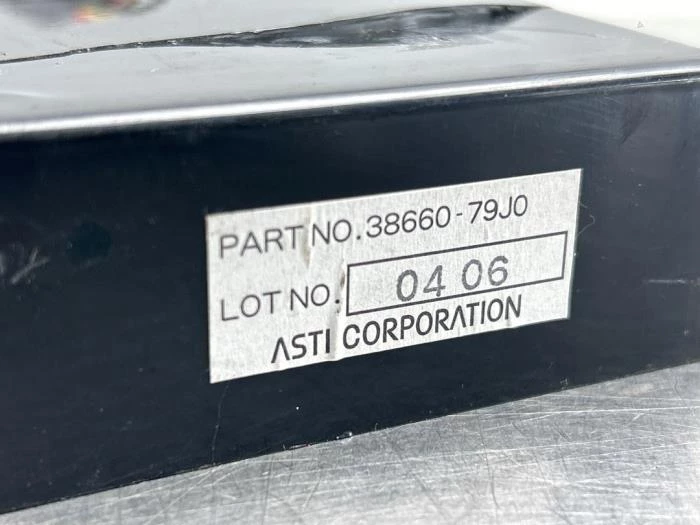 PART NO.38660-79J0
LOT NO. 04 06
ASTI CORPORATION